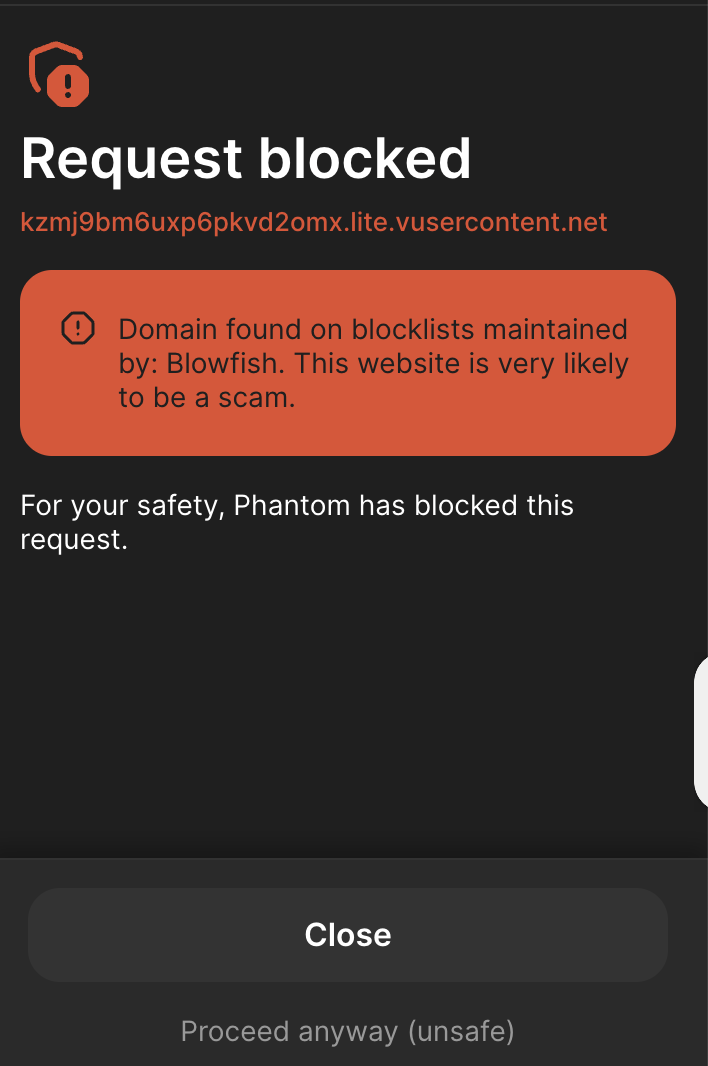 Request blocked
kzmj9bm6uxp6pkvd2omx.lite.vusercontent.net
Domain found on blocklists maintained
by: Blowfish. This website is very likely
to be a scam.
For your safety, Phantom has blocked this
request.
Close
Proceed anyway (unsafe)